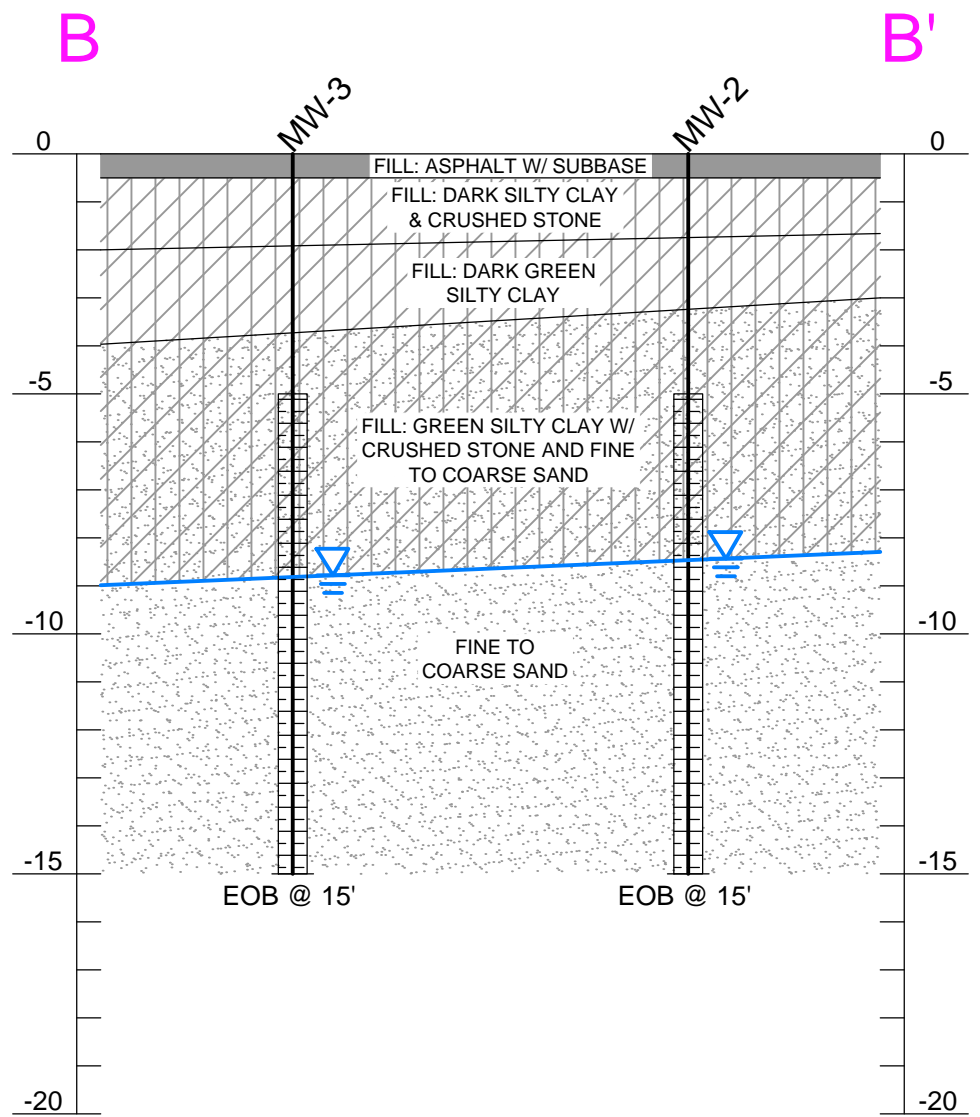 B
B'
MW-3
MW-2
0
0
FILL: ASPHALT W/ SUBBASE
FILL: DARK SILTY CLAY
& CRUSHED STONE
FILL: DARK GREEN
SILTY CLAY
-5
-5
FILL: GREEN SILTY CLAY W/
CRUSHED STONE AND FINE
TO COARSE SAND
-10
-10
FINE TO
COARSE SAND
-15
-15
EOB @ 15'
EOB @ 15'
-20
-20